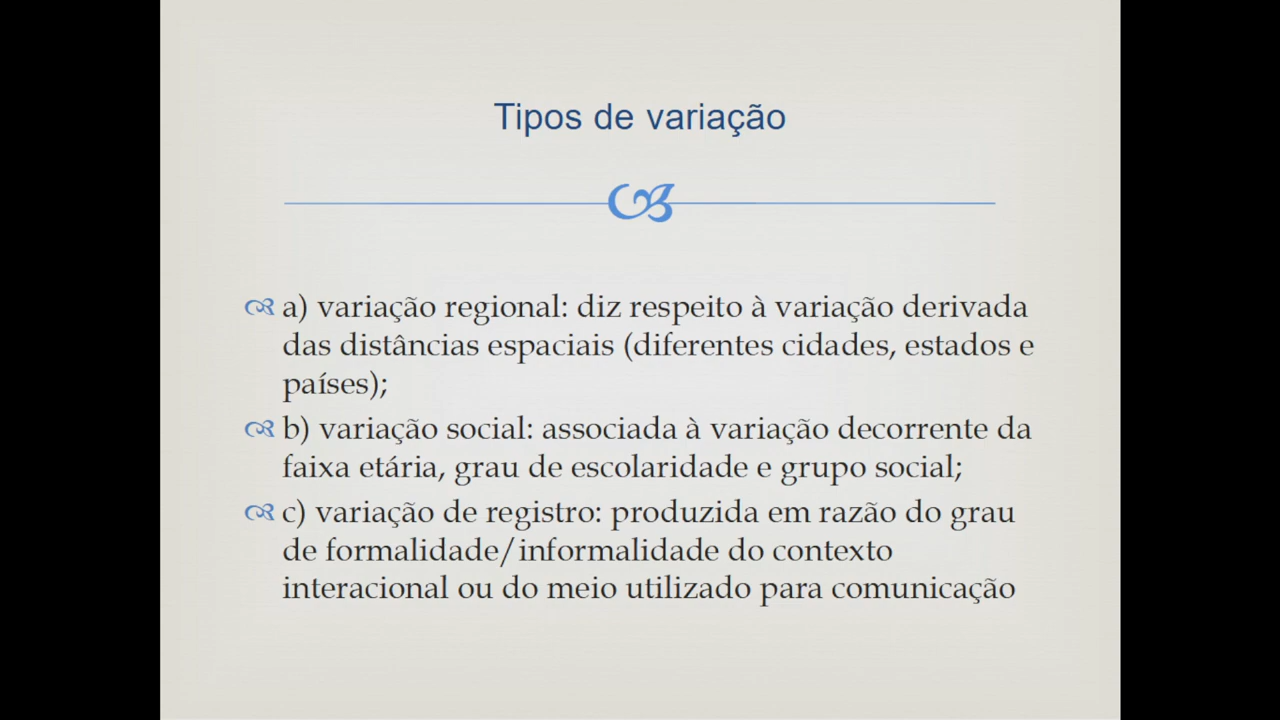 Tipos de variação
a) variação regional: diz respeito à variação derivada
das distâncias espaciais (diferentes cidades, estados e
países);
b) variação social: associada à variação decorrente da
faixa etária, grau de escolaridade e grupo social;
c) variação de registro: produzida em razão do grau
de formalidade/informalidade do contexto
interacional ou do meio utilizado para comunicação